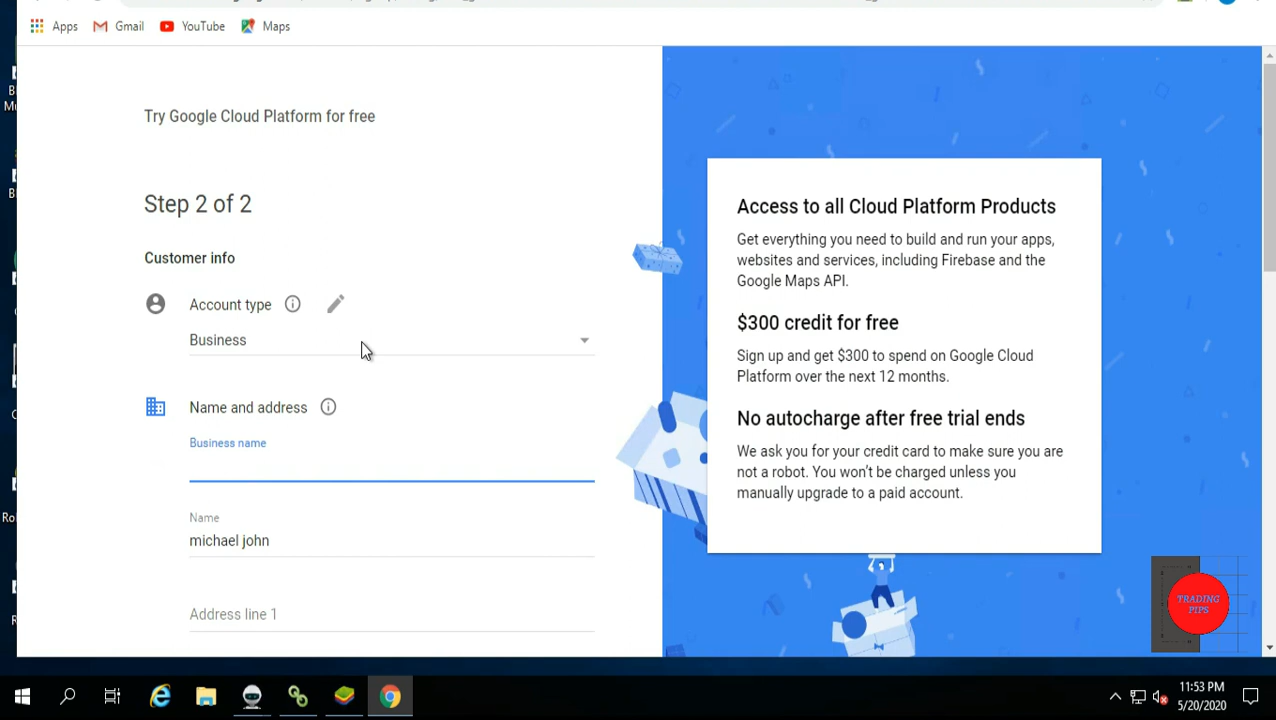 Apps Gmail YouTube Maps
Try Google Cloud Platform for free
Step 2 of 2
Customer info
Account type
Business
Name and address
Business name
Name
michael john
Address line 1
Access to all Cloud Platform Products
Get everything you need to build and run your apps,
websites and services, including Firebase and the
Google Maps API.
$300 credit for free
Sign up and get $300 to spend on Google Cloud
Platform over the next 12 months.
No autocharge after free trial ends
We ask you for your credit card to make sure you are
not a robot. You won't be charged unless you
manually upgrade to a paid account.
TRADING
PIPS
11:53 PM
5/20/2020